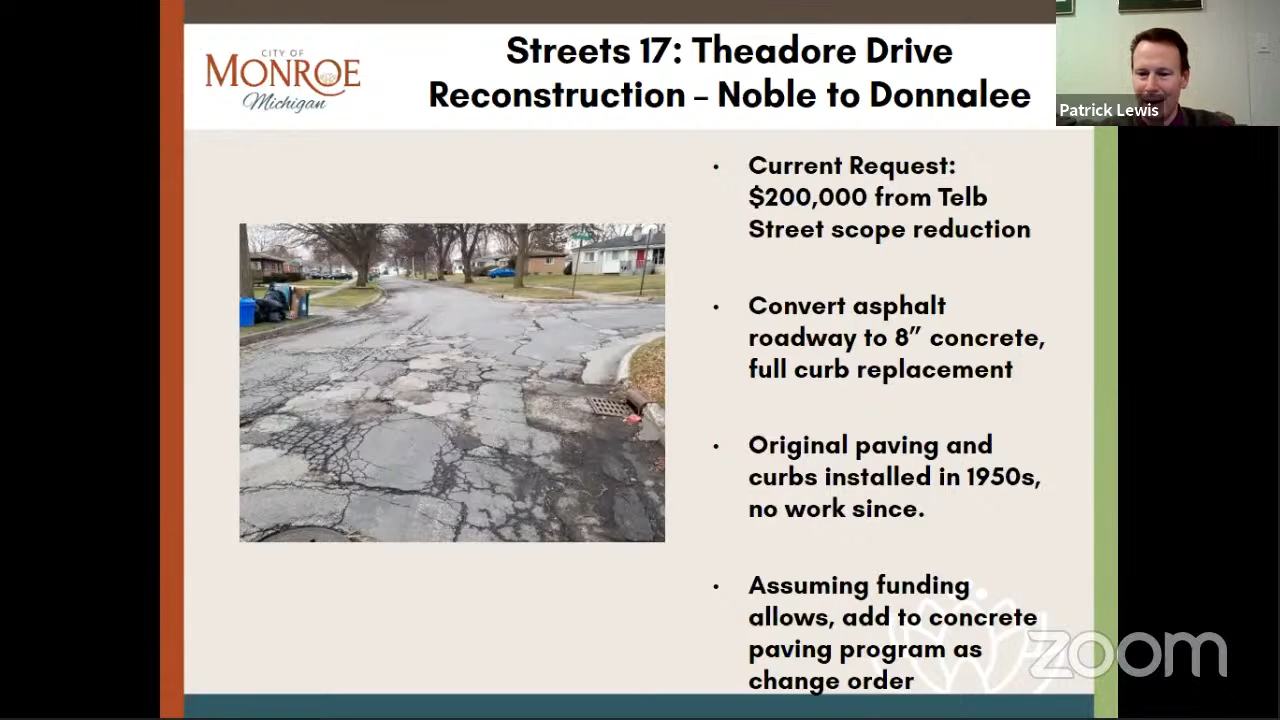 CITY OF
MONROE
Michigan
Streets 17: Theadore Drive
Reconstruction – Noble to Donnalee
Patrick Lewis
• Current Request:
$200,000 from Telb
Street scope reduction
• Convert asphalt
roadway to 8” concrete,
full curb replacement
• Original paving and
curbs installed in 1950s,
no work since.
• Assuming funding
allows, add to concrete
paving program as
change order
zoom